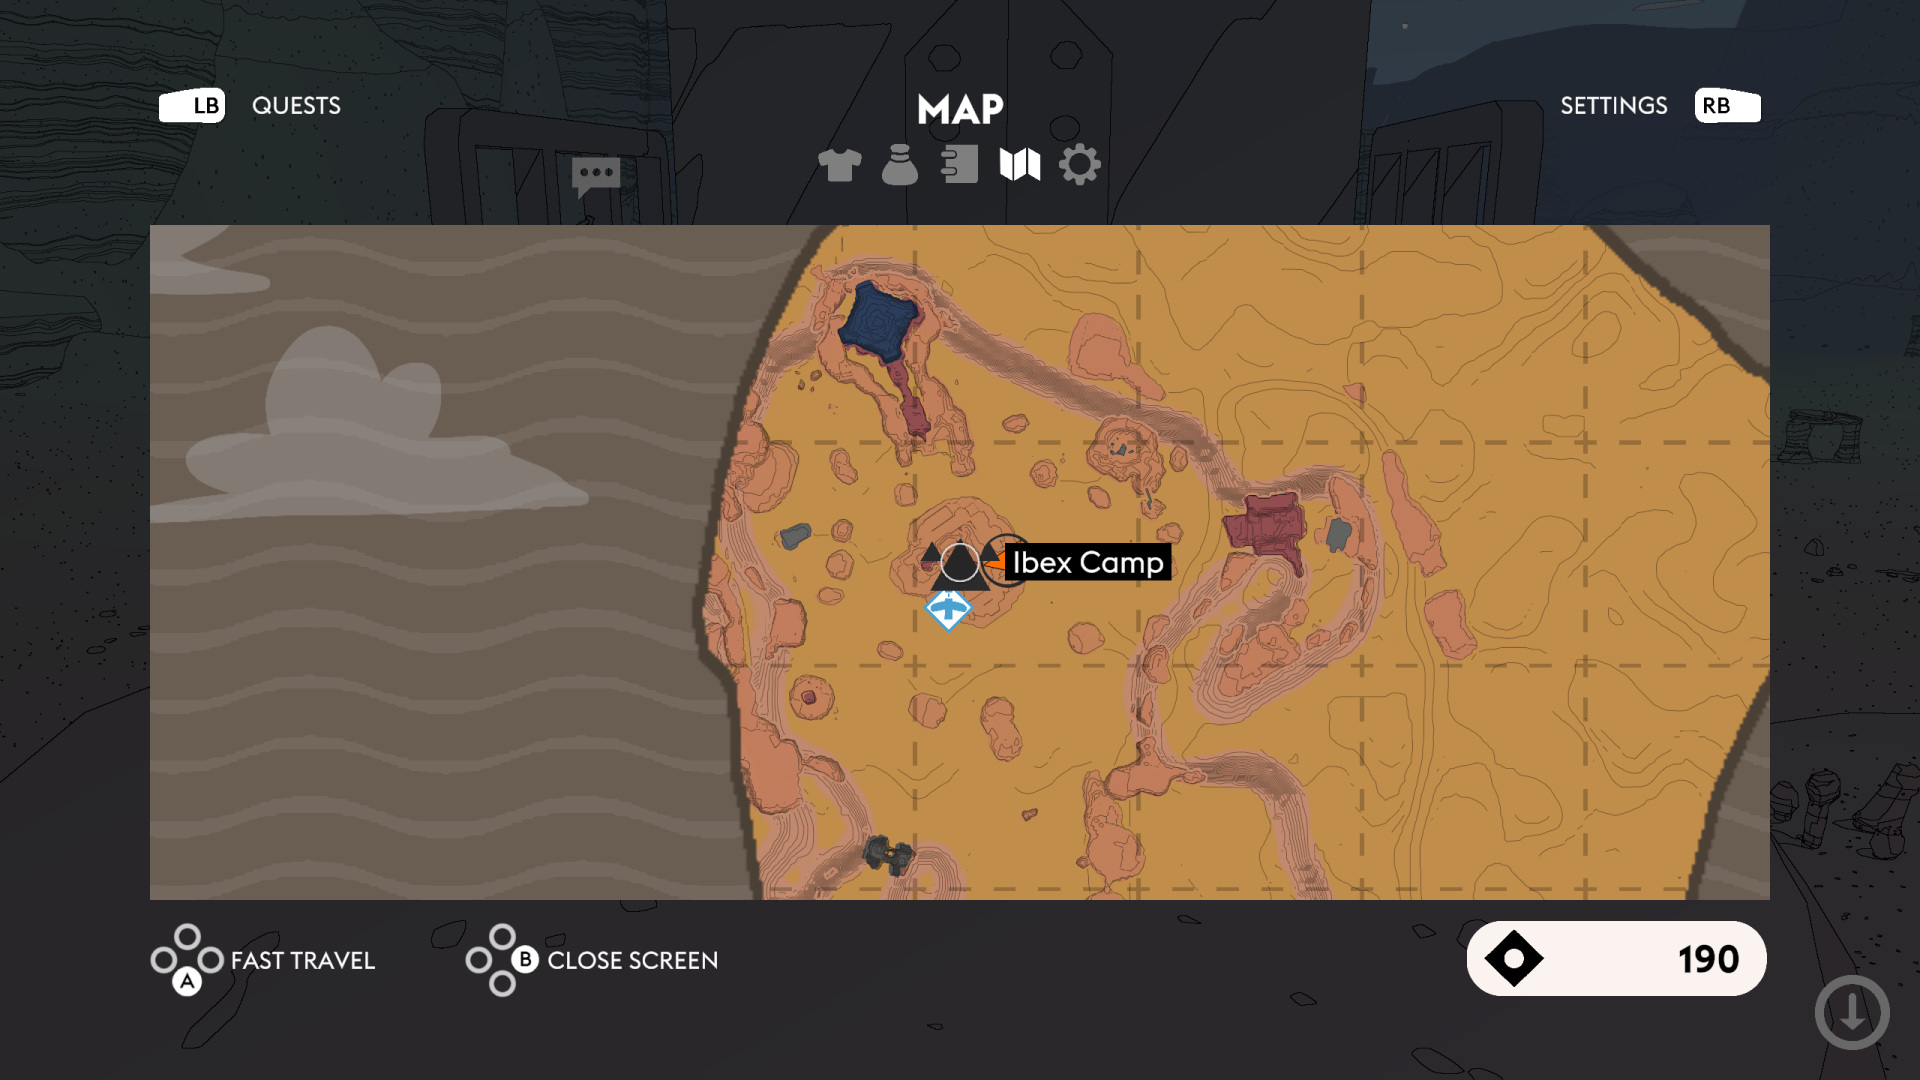 LB QUESTS
MAP
SETTINGS RB
Ibex Camp
A FAST TRAVEL
B CLOSE SCREEN
190